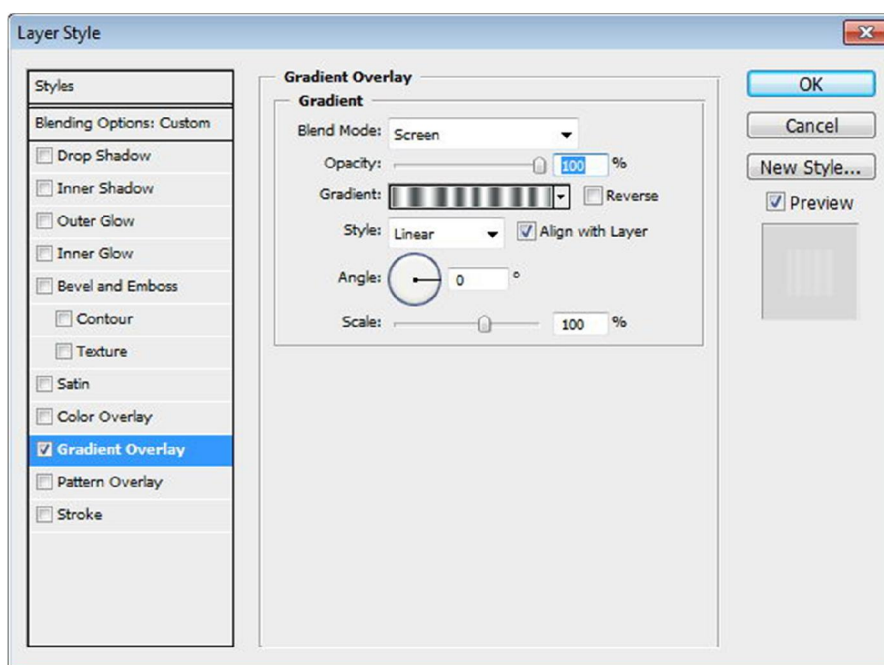 Layer Style
Styles
Blending Options: Custom
Drop Shadow
Inner Shadow
Outer Glow
Inner Glow
Bevel and Emboss
Contour
Texture
Satin
Color Overlay
Gradient Overlay
Pattern Overlay
Stroke
Gradient Overlay
Gradient
Blend Mode: Screen
Opacity: 100 %
Gradient: Reverse
Style: Linear Align with Layer
Angle: 0 °
Scale: 100 %
OK
Cancel
New Style...
Preview